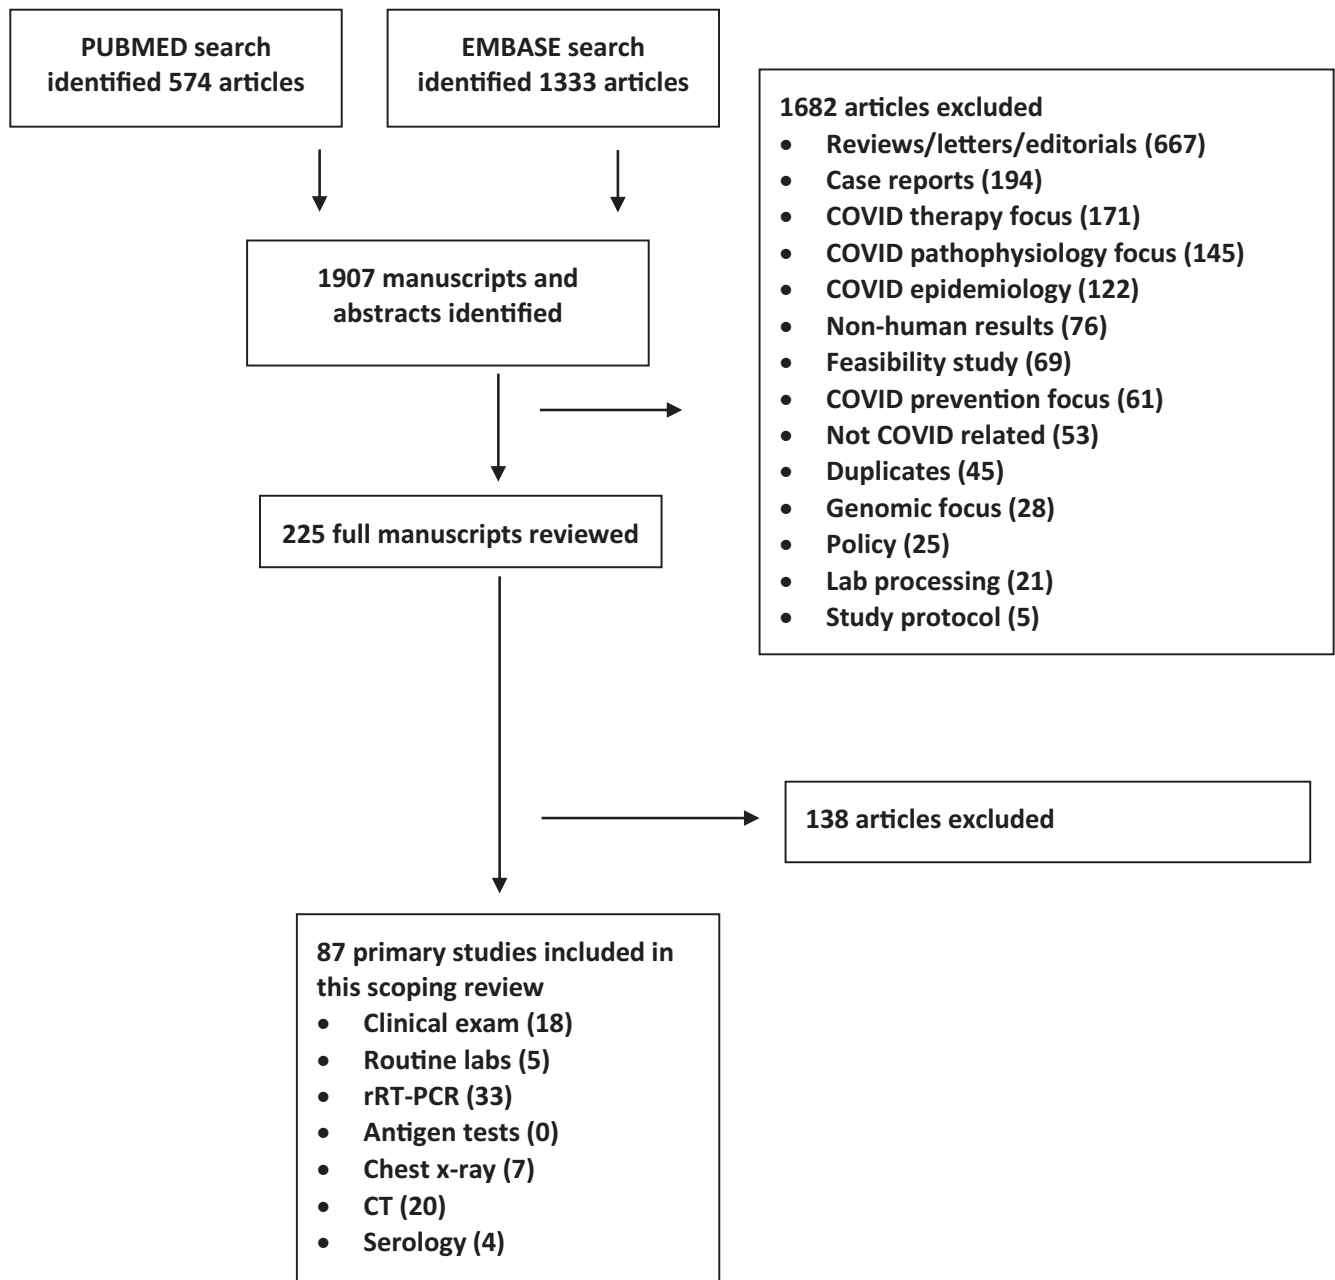 PUBMED search
identified 574 articles
EMBASE search
identified 1333 articles
1682 articles excluded
• Reviews/letters/editorials (667)
• Case reports (194)
• COVID therapy focus (171)
• COVID pathophysiology focus (145)
• COVID epidemiology (122)
• Non-human results (76)
• Feasibility study (69)
• COVID prevention focus (61)
• Not COVID related (53)
• Duplicates (45)
• Genomic focus (28)
• Policy (25)
• Lab processing (21)
• Study protocol (5)
1907 manuscripts and
abstracts identified
225 full manuscripts reviewed
138 articles excluded
87 primary studies included in
this scoping review
• Clinical exam (18)
• Routine labs (5)
• rRT-PCR (33)
• Antigen tests (0)
• Chest x-ray (7)
• CT (20)
• Serology (4)